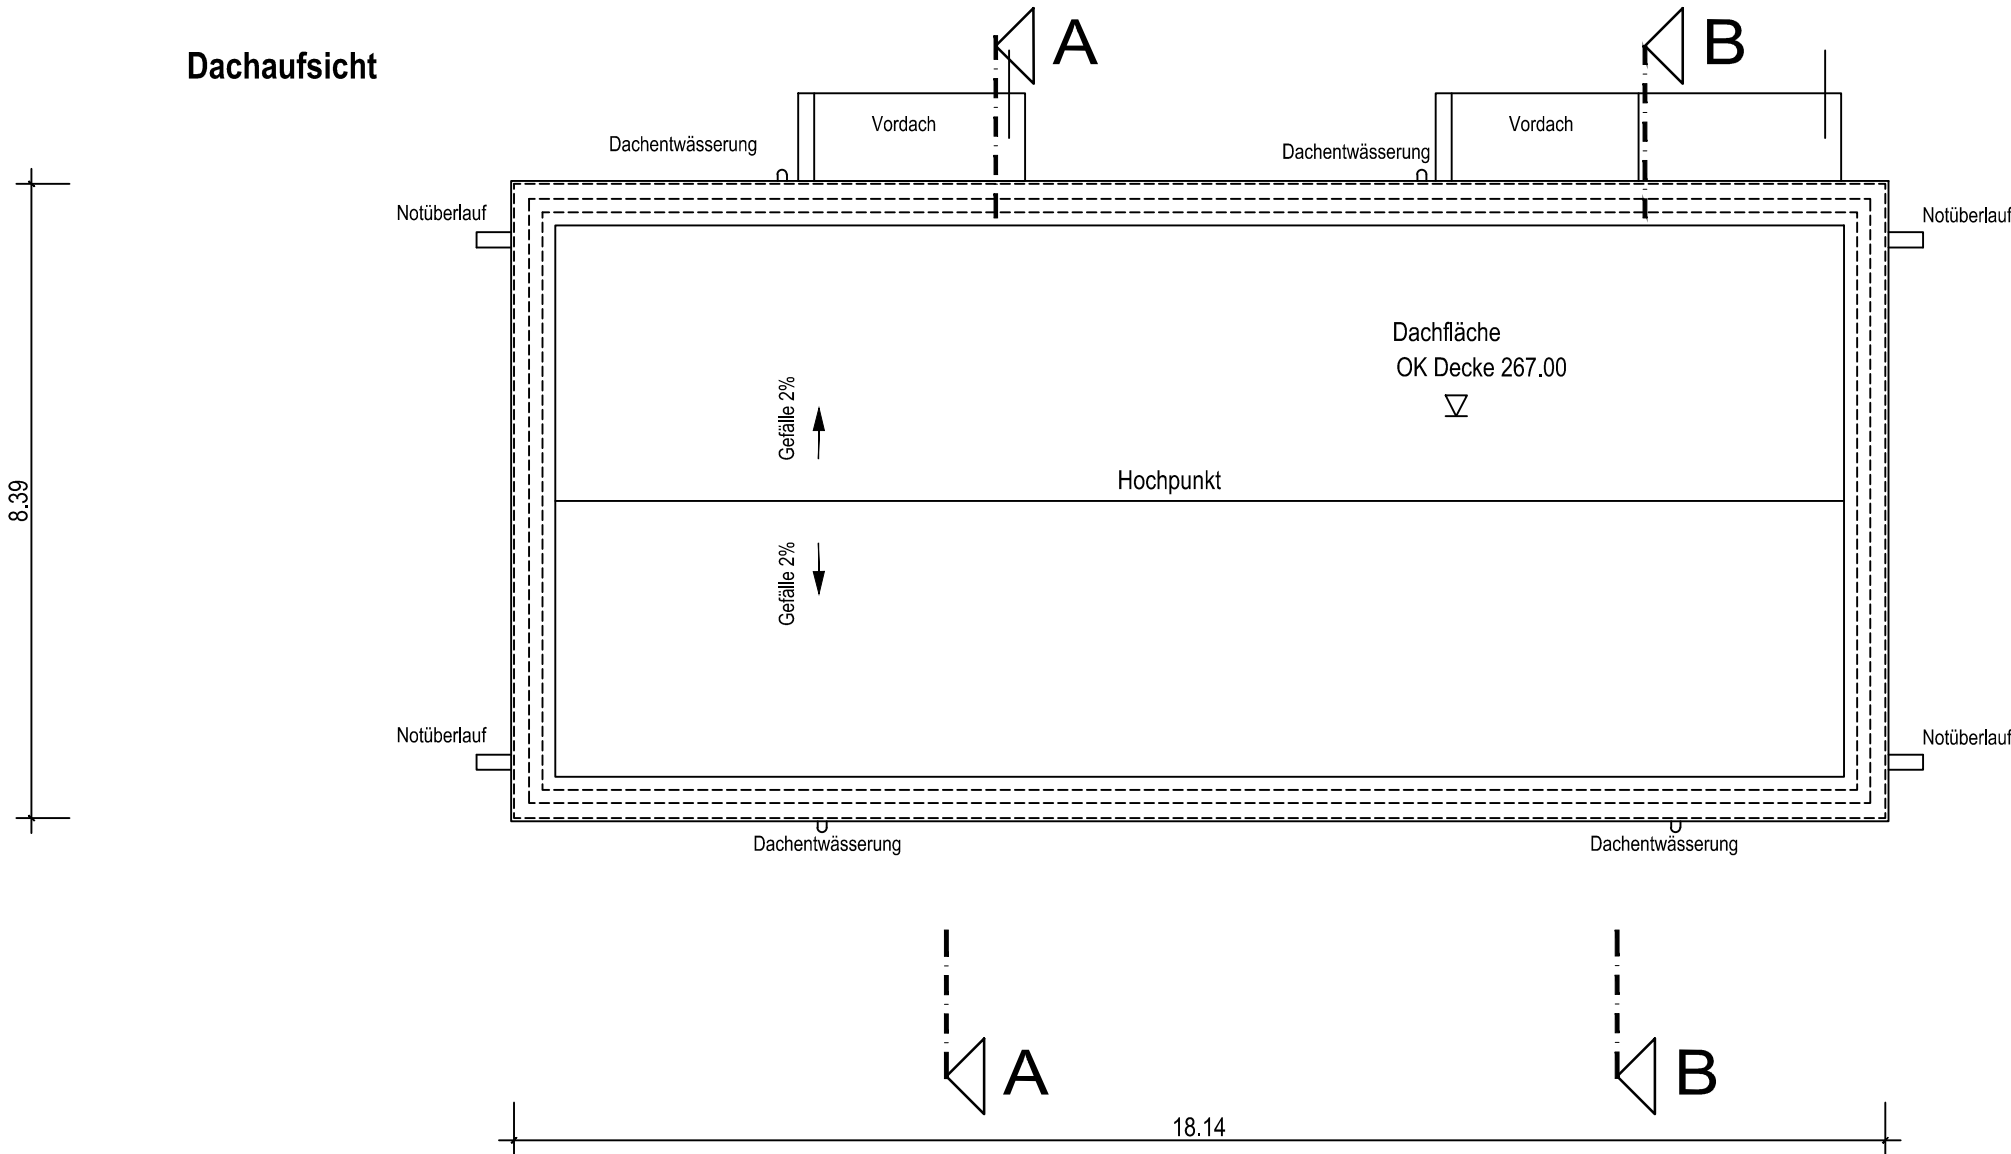 A
B
Dachaufsicht
Vordach
Vordach
Dachentwässerung
Dachentwässerung
Notüberlauf
Notüberlauf
Dachfläche
OK Decke 267.00
Gefälle 2%
Hochpunkt
8.39
Gefälle 2%
Notüberlauf
Notüberlauf
Dachentwässerung
Dachentwässerung
A
B
18.14